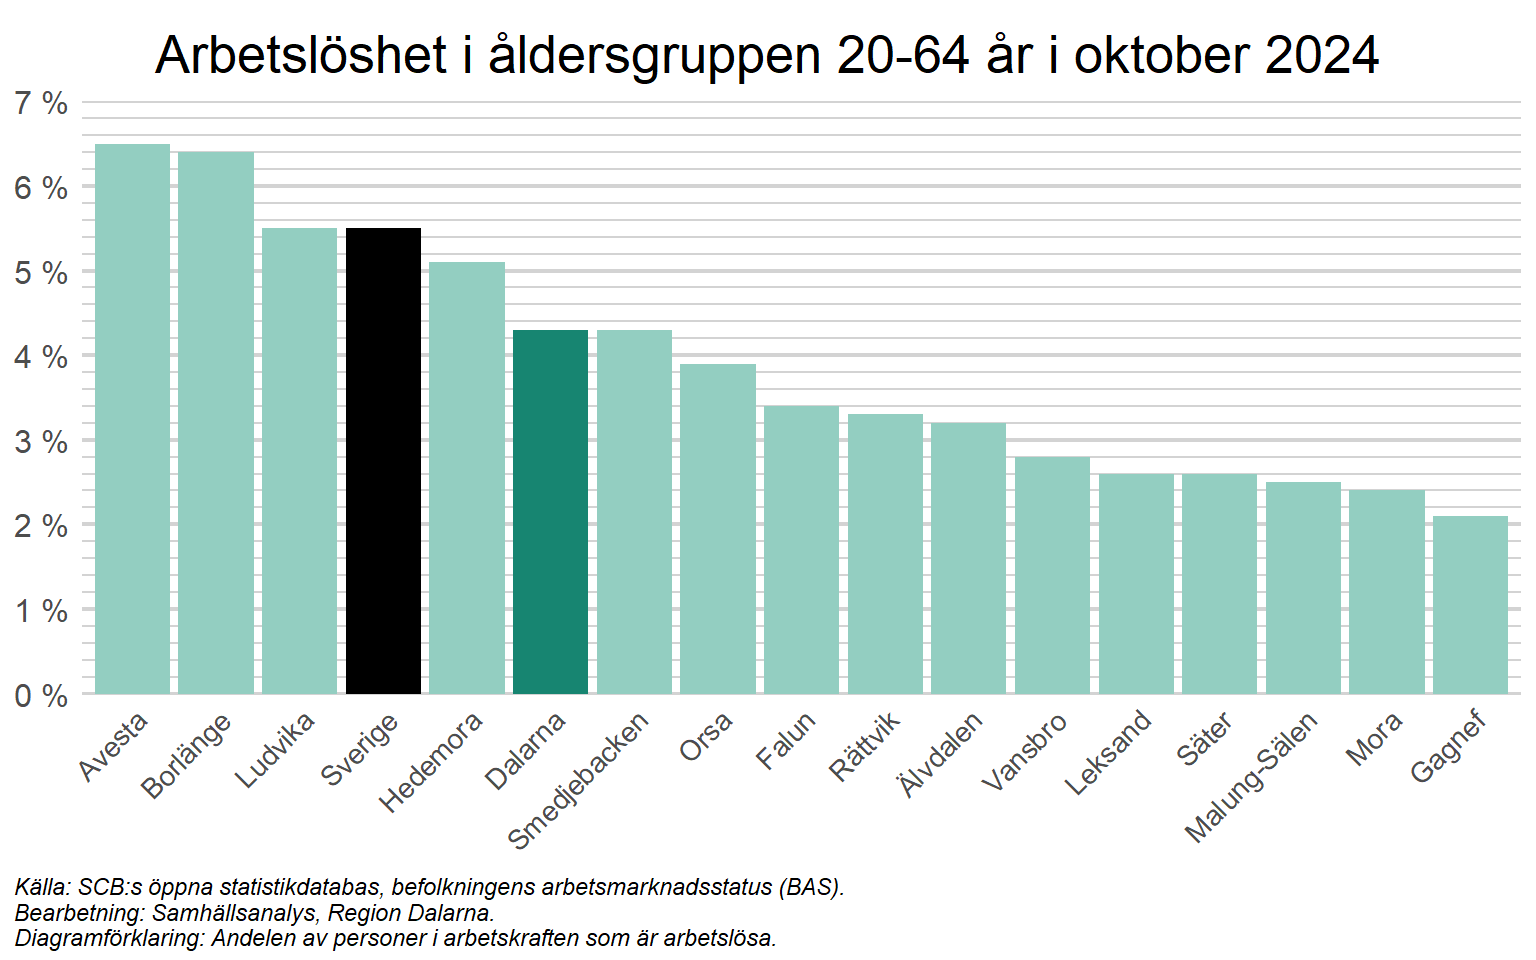 Arbetslöshet i åldersgruppen 20-64 år i oktober 2024
7 %
6 %
5 %
4 %
3 %
2 %
1 %
0 %
Avesta
Borlänge
Ludvika
Sverige
Hedemora
Dalarna
Smedjebacken
Orsa
Falun
Rättvik
Älvdalen
Vansbro
Leksand
Säter
Malung-Sälen
Mora
Gagnef
Källa: SCB:s öppna statistikdatabas, befolkningens arbetsmarknadsstatus (BAS).
Bearbetning: Samhällsanalys, Region Dalarna.
Diagramförklaring: Andelen av personer i arbetskraften som är arbetslösa.